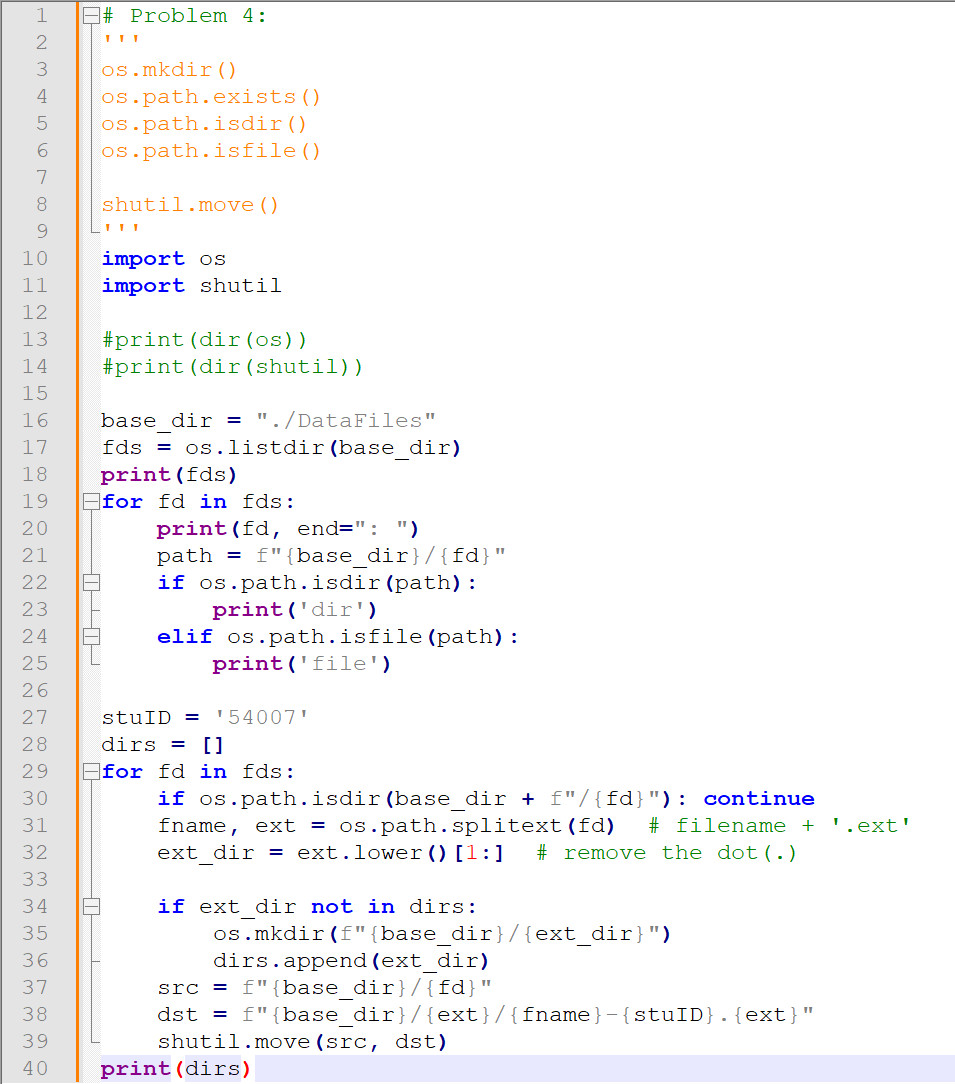 1 # Problem 4:
2 '''
3 os.mkdir()
4 os.path.exists()
5 os.path.isdir()
6 os.path.isfile()
7
8 shutil.move()
9 '''
10 import os
11 import shutil
12
13 #print(dir(os))
14 #print(dir(shutil))
15
16 base_dir = "./DataFiles"
17 fds = os.listdir(base_dir)
18 print(fds)
19 for fd in fds:
20     print(fd, end=": ")
21     path = f"{base_dir}/{fd}"
22     if os.path.isdir(path):
23         print('dir')
24     elif os.path.isfile(path):
25         print('file')
26
27 stuID = '54007'
28 dirs = []
29 for fd in fds:
30     if os.path.isdir(base_dir + f"/{fd}"): continue
31     fname, ext = os.path.splitext(fd)  # filename + '.ext'
32     ext_dir = ext.lower()[1:]  # remove the dot(.)
33
34     if ext_dir not in dirs:
35         os.mkdir(f"{base_dir}/{ext_dir}")
36         dirs.append(ext_dir)
37     src = f"{base_dir}/{fd}"
38     dst = f"{base_dir}/{ext}/{fname}-{stuID}.{ext}"
39     shutil.move(src, dst)
40 print(dirs)